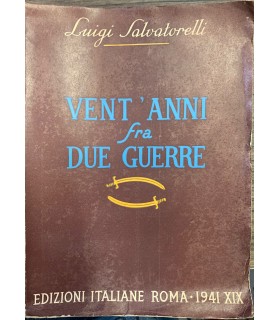 Luigi Salvatorelli
VENT'ANNI
fra
DUE GUERRE
EDIZIONI ITALIANE ROMA · 1941 XIX